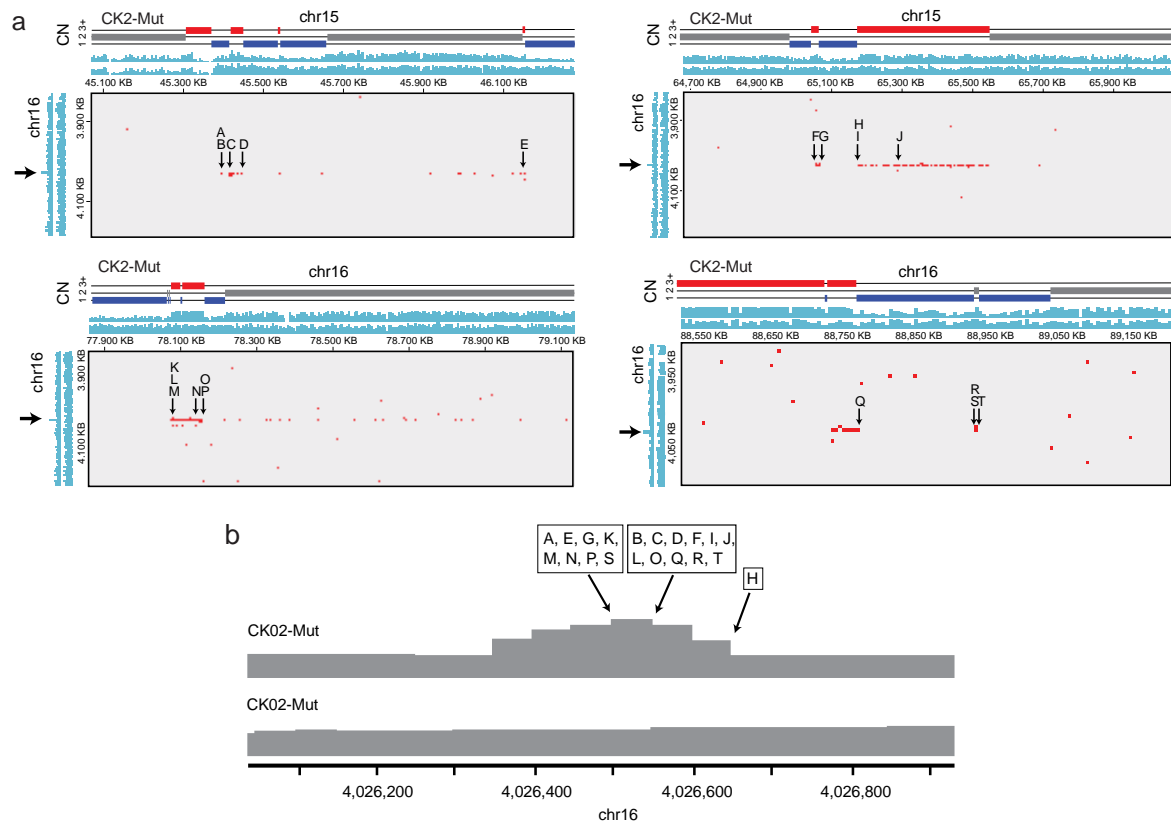 a
CK2-Mut
chr15
CN
1 2 3+
45.100 KB 45.300 KB 45.500 KB 45.700 KB 45.900 KB 46.100 KB
chr16
3.900 KB
4.100 KB
A
B C D E
CK2-Mut
chr15
CN
1 2 3+
64,700 KB 64,900 KB 65,100 KB 65,300 KB 65,500 KB 65,700 KB 65,900 KB
chr16
3,900 KB
4,100 KB
H
F G I J
CK2-Mut
chr16
CN
1 2 3+
77.900 KB 78.100 KB 78.300 KB 78.500 KB 78.700 KB 78.900 KB 79.100 KB
chr16
3.900 KB
4.100 KB
K
L O
M N P
CK2-Mut
chr16
CN
1 2 3+
88,550 KB 88,650 KB 88,750 KB 88,850 KB 88,950 KB 89,050 KB 89,150 KB
chr16
3,950 KB
4,050 KB
R
Q S T
b
A, E, G, K,
M, N, P, S
B, C, D, F, I, J,
L, O, Q, R, T
H
CK02-Mut
CK02-Mut
4,026,200 4,026,400 4,026,600 4,026,800
chr16